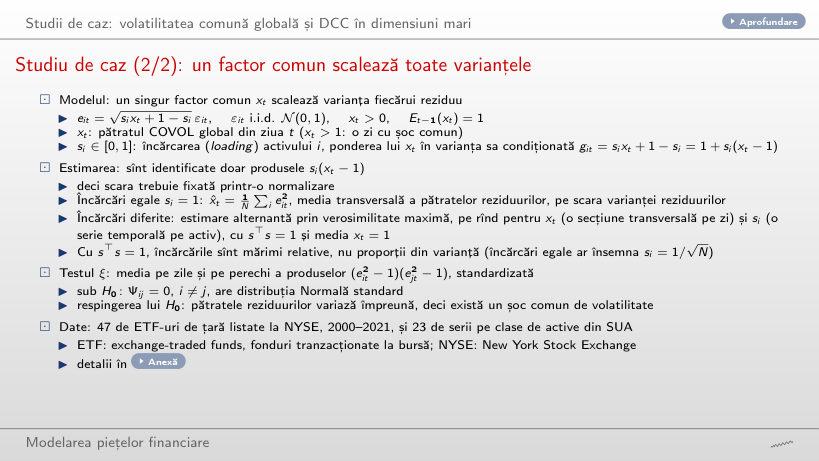 Studii de caz: volatilitatea comună globală și DCC în dimensiuni mari
Aprofundare
Studiu de caz (2/2): un factor comun scalează toate varianțele
Modelul: un singur factor comun xₜ scalează varianța fiecărui reziduu
eᵢₜ = √(sᵢxₜ + 1 − sᵢ) εᵢₜ, εᵢₜ i.i.d. 𝒩(0, 1), xₜ > 0, Eₜ₋₁(xₜ) = 1
xₜ: pătratul COVOL global din ziua t (xₜ > 1: o zi cu șoc comun)
sᵢ ∈ [0, 1]: încărcarea (loading) activului i, ponderea lui xₜ în varianța sa condiționată gᵢₜ = sᵢxₜ + 1 − sᵢ = 1 + sᵢ(xₜ − 1)
Estimarea: sînt identificate doar produsele sᵢ(xₜ − 1)
deci scara trebuie fixată printr-o normalizare
Încărcări egale sᵢ = 1: x̂ₜ = 1/N ∑ᵢ e²ᵢₜ, media transversală a pătratelor reziduurilor, pe scara varianței reziduurilor
Încărcări diferite: estimare alternantă prin verosimilitate maximă, pe rînd pentru xₜ (o secțiune transversală pe zi) și sᵢ (o
serie temporală pe activ), cu s⊤s = 1 și media xₜ = 1
Cu s⊤s = 1, încărcările sînt mărimi relative, nu proporții din varianță (încărcări egale ar însemna sᵢ = 1/√N)
Testul ξ: media pe zile și pe perechi a produselor (e²ᵢₜ − 1)(e²ⱼₜ − 1), standardizată
sub H₀: Ψᵢⱼ = 0, i ≠ j, are distribuția Normală standard
respingerea lui H₀: pătratele reziduurilor variază împreună, deci există un șoc comun de volatilitate
Date: 47 de ETF-uri de țară listate la NYSE, 2000–2021, și 23 de serii pe clase de active din SUA
ETF: exchange-traded funds, fonduri tranzacționate la bursă; NYSE: New York Stock Exchange
detalii în Anexă
Modelarea piețelor financiare